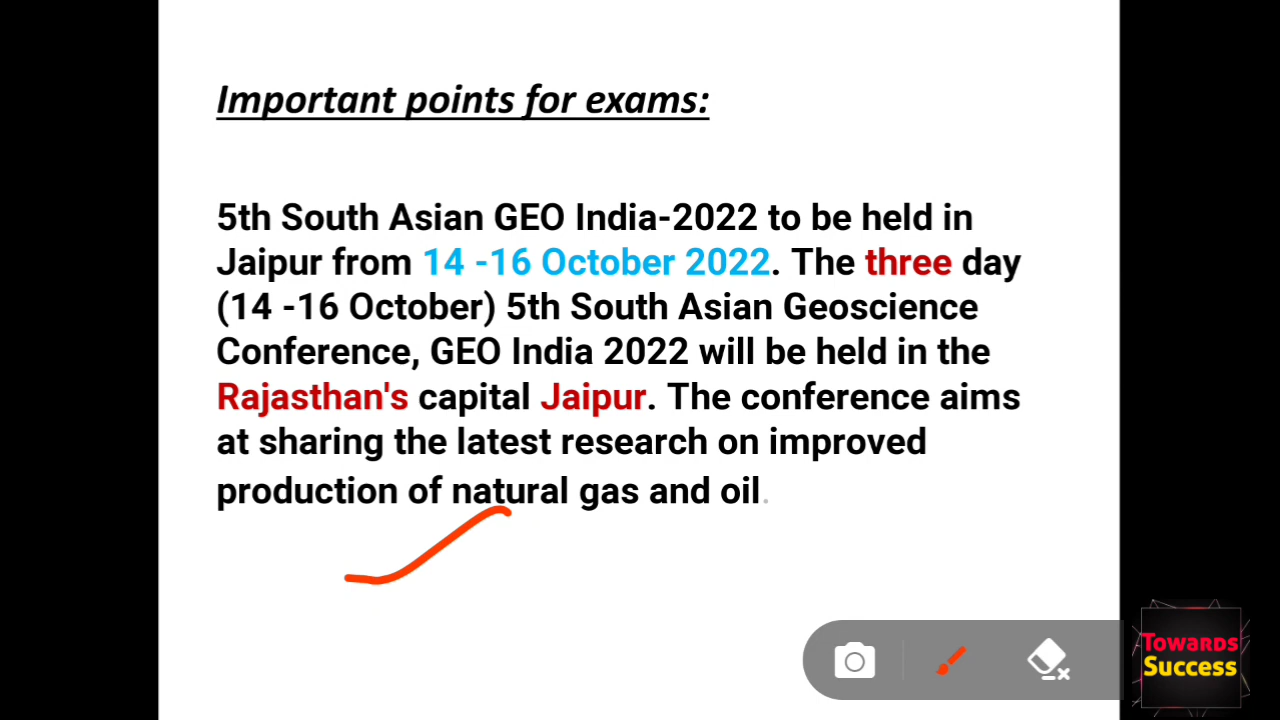 Important points for exams:
5th South Asian GEO India-2022 to be held in
Jaipur from 14 -16 October 2022. The three day
(14 -16 October) 5th South Asian Geoscience
Conference, GEO India 2022 will be held in the
Rajasthan's capital Jaipur. The conference aims
at sharing the latest research on improved
production of natural gas and oil.
Towards
Success